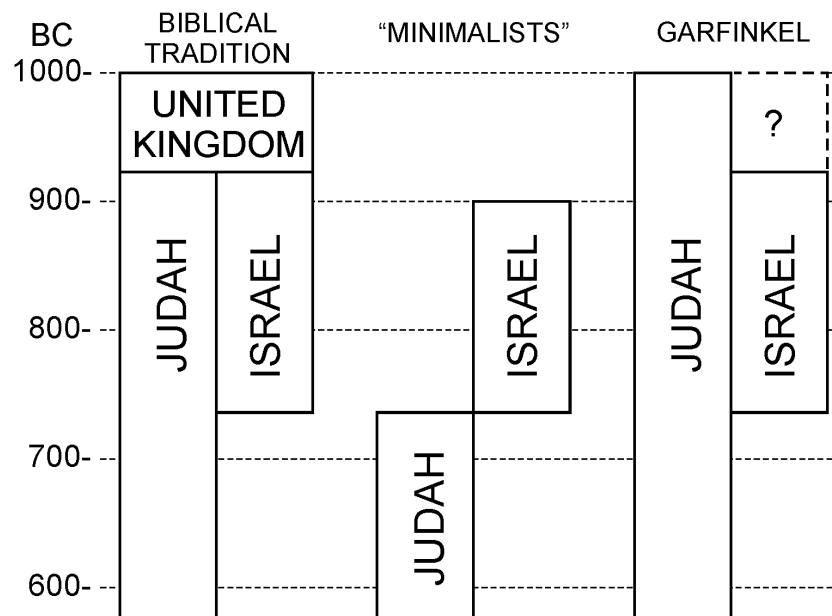 BC
BIBLICAL
TRADITION
“MINIMALISTS”
GARFINKEL
1000-
UNITED
KINGDOM
?
900-
JUDAH
ISRAEL
ISRAEL
JUDAH
ISRAEL
800-
700-
JUDAH
600-